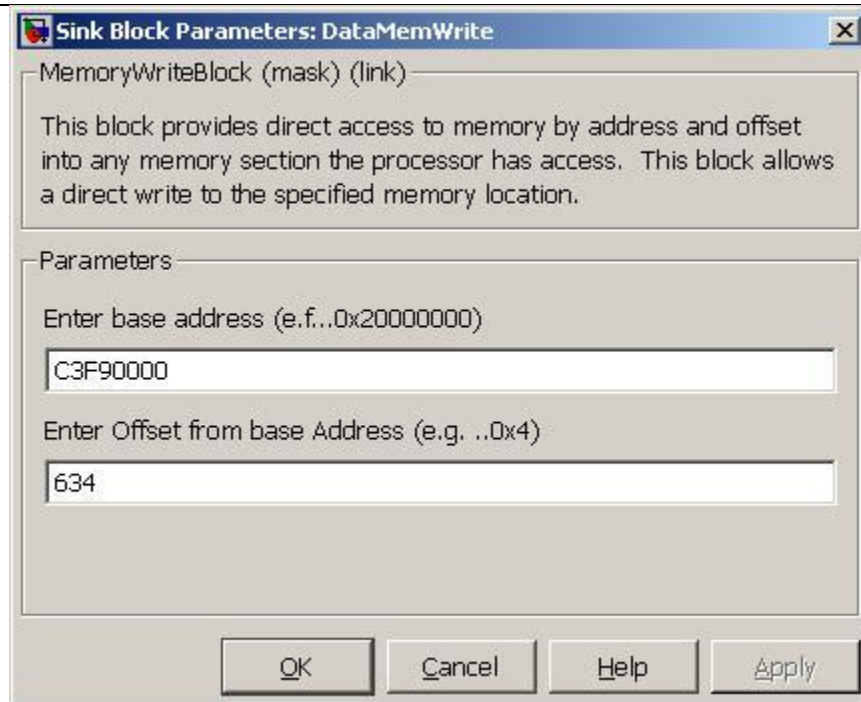 Sink Block Parameters: DataMemWrite
MemoryWriteBlock (mask) (link)
This block provides direct access to memory by address and offset
into any memory section the processor has access. This block allows
a direct write to the specified memory location.
Parameters
Enter base address (e.f...0x20000000)
C3F90000
Enter Offset from base Address (e.g. ..0x4)
634
OK Cancel Help Apply